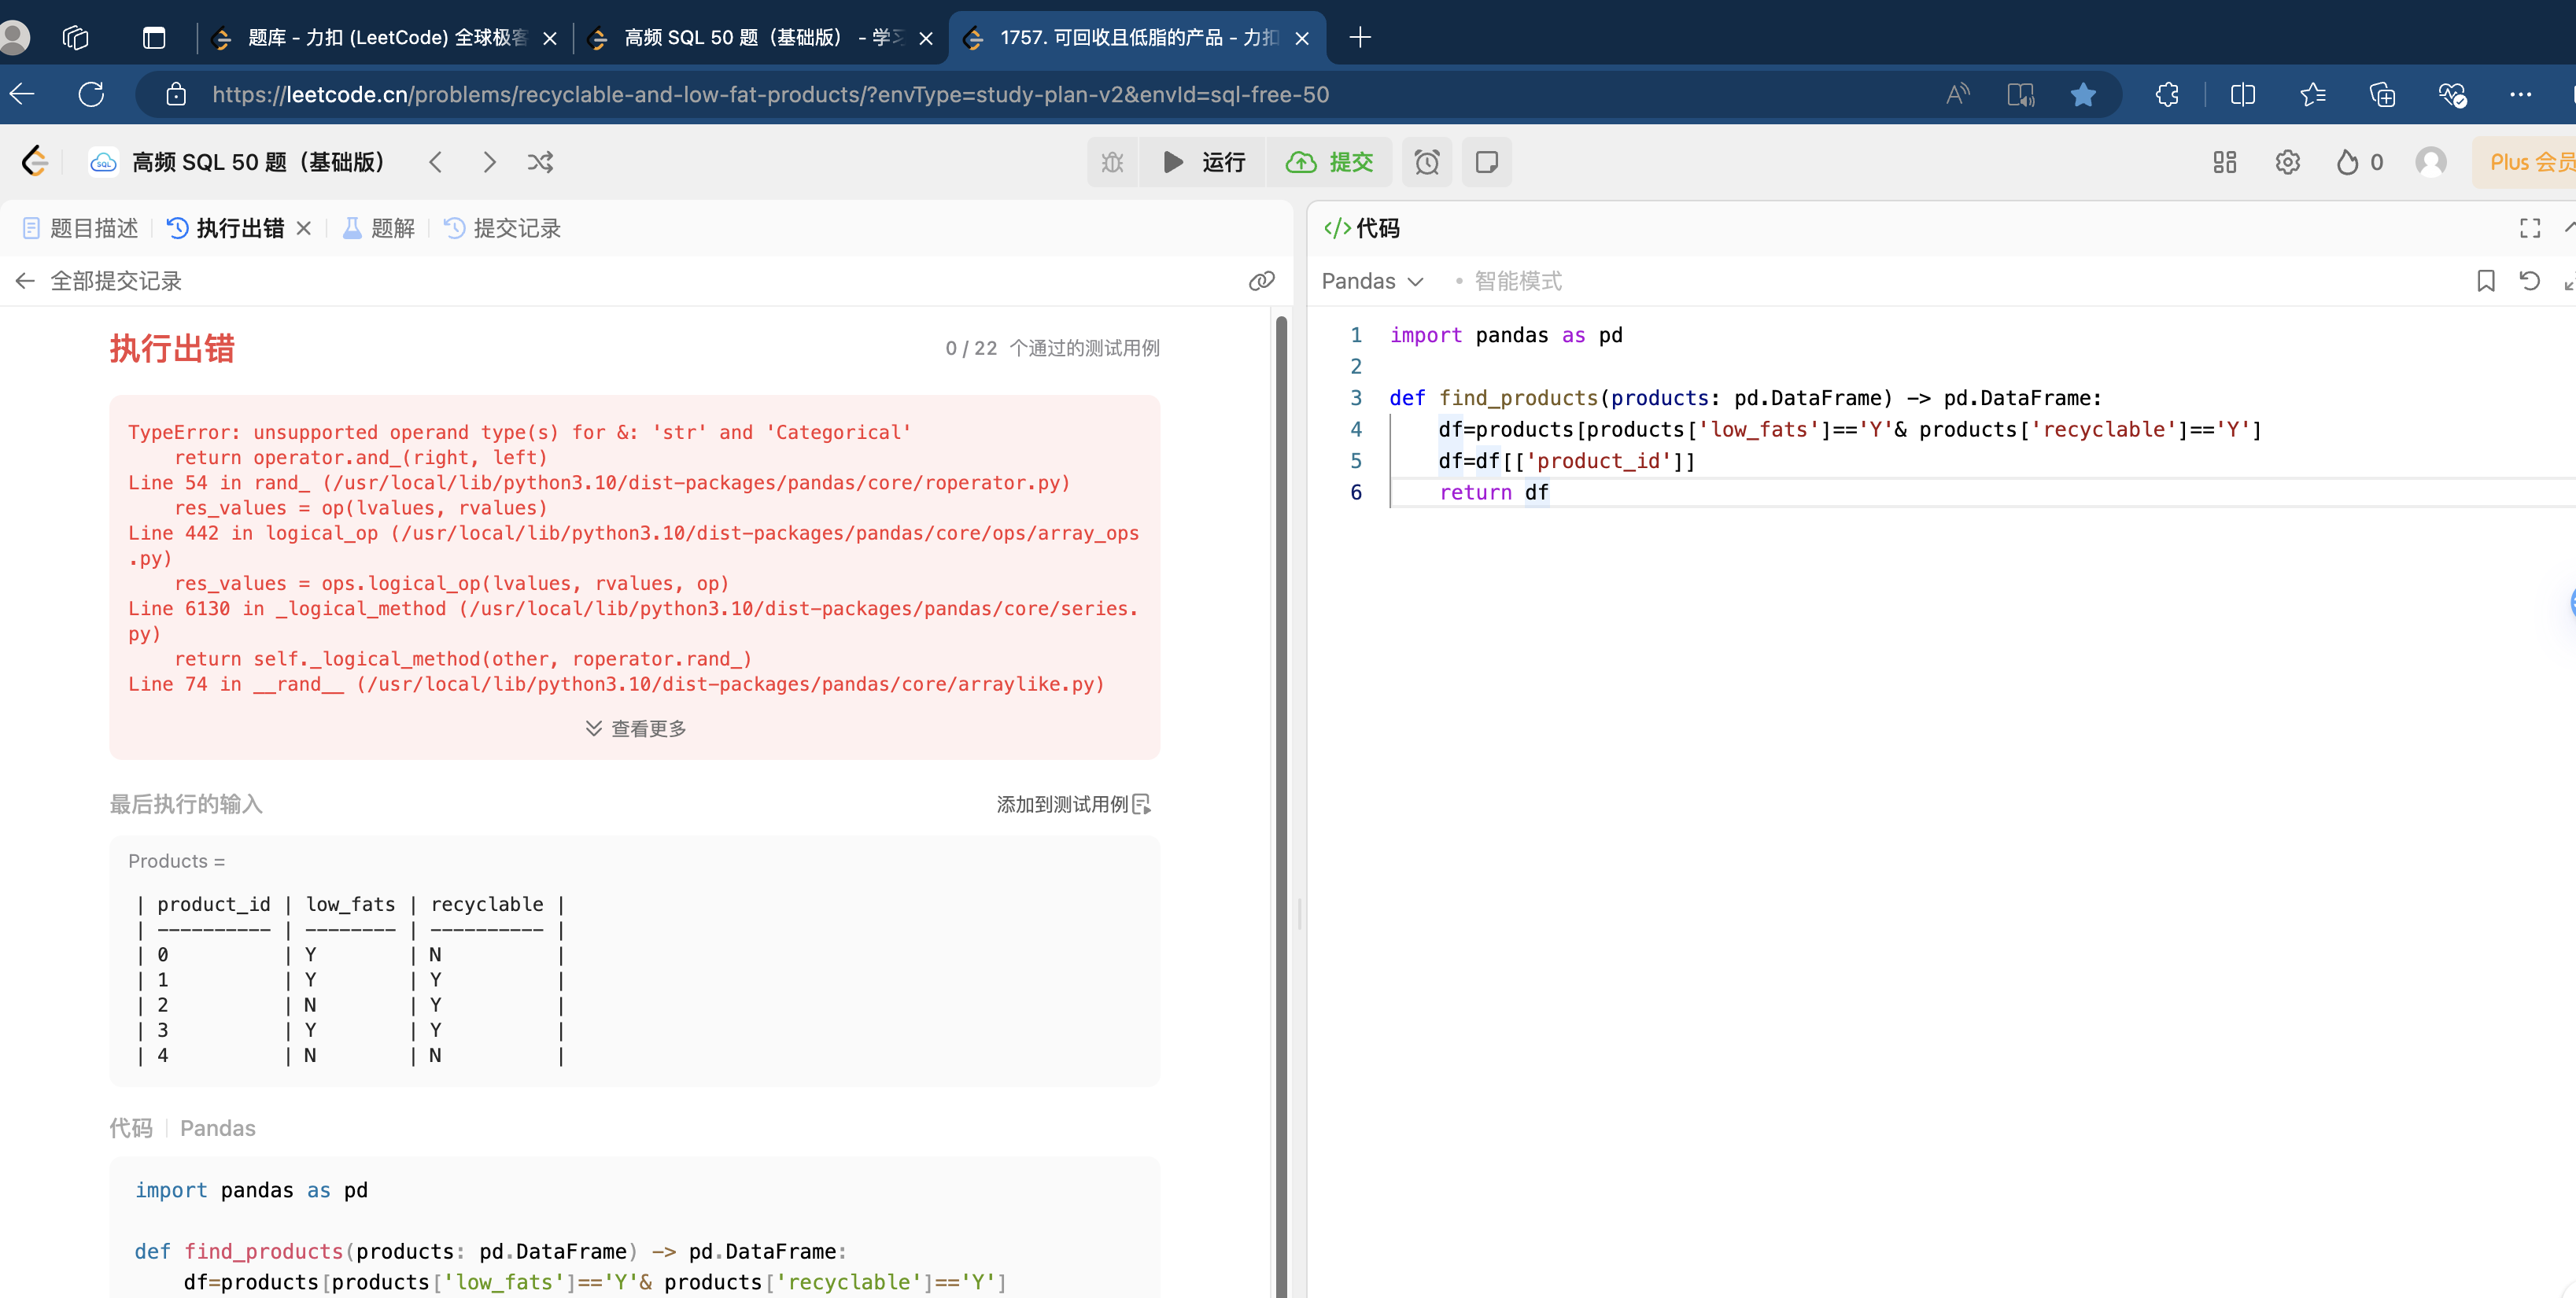 题库 - 力扣 (LeetCode) 全球极客
高频 SQL 50 题（基础版） - 学习
1757. 可回收且低脂的产品 - 力扣
https://leetcode.cn/problems/recyclable-and-low-fat-products/?envType=study-plan-v2&envId=sql-free-50
高频 SQL 50 题（基础版）
运行
提交
0
Plus 会员
题目描述
执行出错
题解
提交记录
全部提交记录
执行出错
0 / 22 个通过的测试用例
TypeError: unsupported operand type(s) for &: 'str' and 'Categorical'
return operator.and_(right, left)
Line 54 in rand_ (/usr/local/lib/python3.10/dist-packages/pandas/core/roperator.py)
res_values = op(lvalues, rvalues)
Line 442 in logical_op (/usr/local/lib/python3.10/dist-packages/pandas/core/ops/array_ops
.py)
res_values = ops.logical_op(lvalues, rvalues, op)
Line 6130 in _logical_method (/usr/local/lib/python3.10/dist-packages/pandas/core/series.
py)
return self._logical_method(other, roperator.rand_)
Line 74 in __rand__ (/usr/local/lib/python3.10/dist-packages/pandas/core/arraylike.py)
查看更多
最后执行的输入
添加到测试用例
Products =
| product_id | low_fats | recyclable |
| ---------- | -------- | ---------- |
| 0 | Y | N |
| 1 | Y | Y |
| 2 | N | Y |
| 3 | Y | Y |
| 4 | N | N |
代码 | Pandas
import pandas as pd
def find_products(products: pd.DataFrame) -> pd.DataFrame:
df=products[products['low_fats']=='Y'& products['recyclable']=='Y']
</> 代码
Pandas
智能模式
1 import pandas as pd
2
3 def find_products(products: pd.DataFrame) -> pd.DataFrame:
4 df=products[products['low_fats']=='Y'& products['recyclable']=='Y']
5 df=df[['product_id']]
6 return df